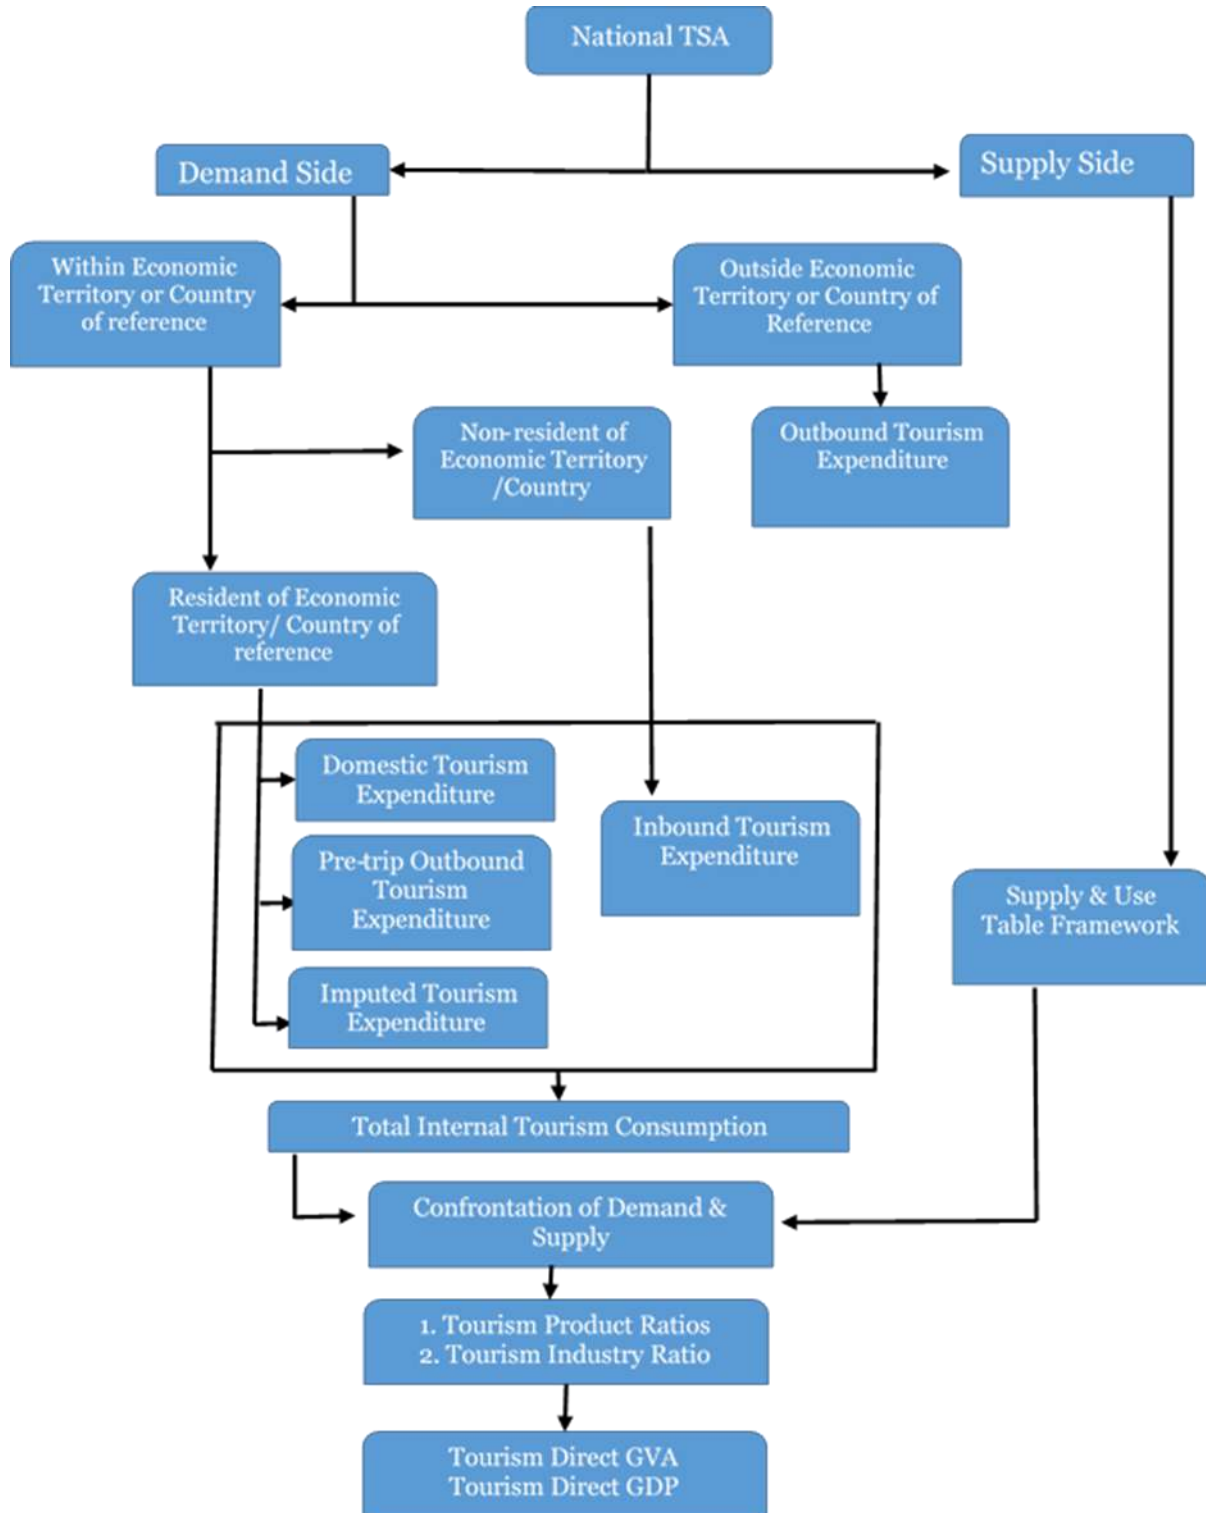 National TSA
Demand Side
Supply Side
Within Economic
Territory or Country
of reference
Outside Economic
Territory or Country of
Reference
Non-resident of
Economic Territory
/Country
Outbound Tourism
Expenditure
Resident of Economic
Territory/ Country of
reference
Domestic Tourism
Expenditure
Inbound Tourism
Expenditure
Pre-trip Outbound
Tourism
Expenditure
Supply & Use
Table Framework
Imputed Tourism
Expenditure
Total Internal Tourism Consumption
Confrontation of Demand &
Supply
1. Tourism Product Ratios
2. Tourism Industry Ratio
Tourism Direct GVA
Tourism Direct GDP